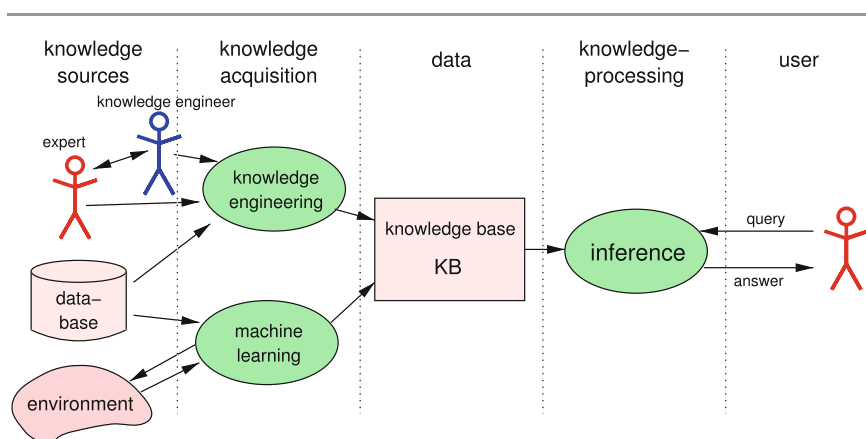 knowledge
sources
knowledge
acquisition
data
knowledge–
processing
user
knowledge engineer
expert
knowledge
engineering
data–
base
machine
learning
environment
knowledge base
KB
inference
query
answer